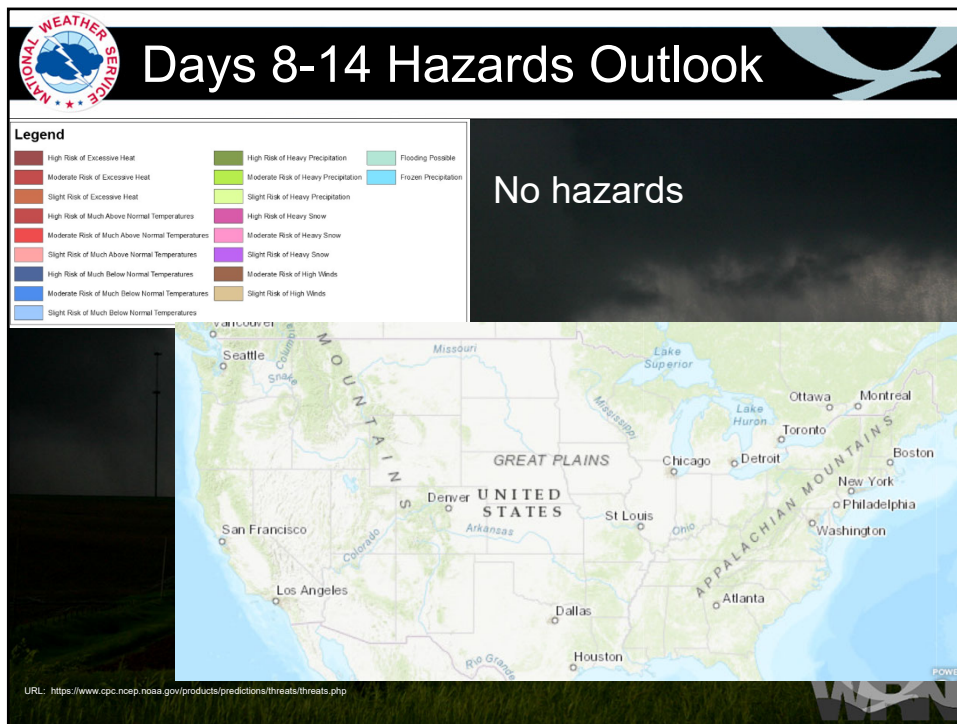 NATIONAL WEATHER SERVICE
Days 8-14 Hazards Outlook
Legend
High Risk of Excessive Heat
Moderate Risk of Excessive Heat
Slight Risk of Excessive Heat
High Risk of Much Above Normal Temperatures
Moderate Risk of Much Above Normal Temperatures
Slight Risk of Much Above Normal Temperatures
High Risk of Much Below Normal Temperatures
Moderate Risk of Much Below Normal Temperatures
Slight Risk of Much Below Normal Temperatures
High Risk of Heavy Precipitation
Moderate Risk of Heavy Precipitation
Slight Risk of Heavy Precipitation
High Risk of Heavy Snow
Moderate Risk of Heavy Snow
Slight Risk of Heavy Snow
Moderate Risk of High Winds
Slight Risk of High Winds
Flooding Possible
Frozen Precipitation
No hazards
Vancouver
Seattle
Columbia
Snake
MOUNTAINS
Missouri
Lake
Superior
Mississippi
Lake
Huron
Ottawa
Montreal
Toronto
Boston
GREAT PLAINS
Chicago
Detroit
New York
Philadelphia
Washington
APPALACHIAN MOUNTAINS
Denver
UNITED
STATES
St Louis
Ohio
Arkansas
San Francisco
Colorado
Los Angeles
Atlanta
Dallas
Houston
Rio Grande
POWE
URL: https://www.cpc.ncep.noaa.gov/products/predictions/threats/threats.php
WRN